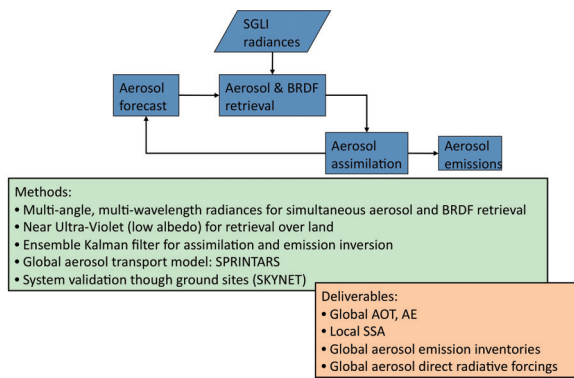 SGLI
radiances
Aerosol
forecast
Aerosol & BRDF
retrieval
Aerosol
assimilation
Aerosol
emissions
Methods:
• Multi-angle, multi-wavelength radiances for simultaneous aerosol and BRDF retrieval
• Near Ultra-Violet (low albedo) for retrieval over land
• Ensemble Kalman filter for assimilation and emission inversion
• Global aerosol transport model: SPRINTARS
• System validation though ground sites (SKYNET)
Deliverables:
• Global AOT, AE
• Local SSA
• Global aerosol emission inventories
• Global aerosol direct radiative forcings